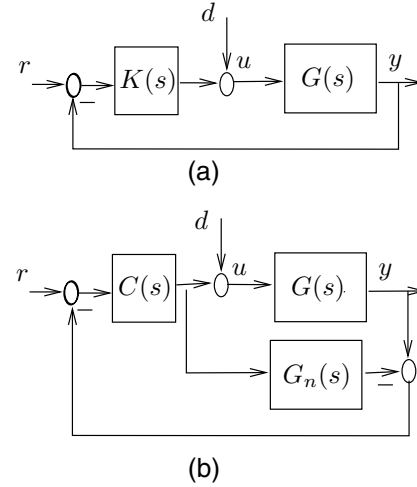 d
r K(s) u G(s) y
−
(a)
d
r C(s) u G(s). y
−
G_n(s) −
(b)